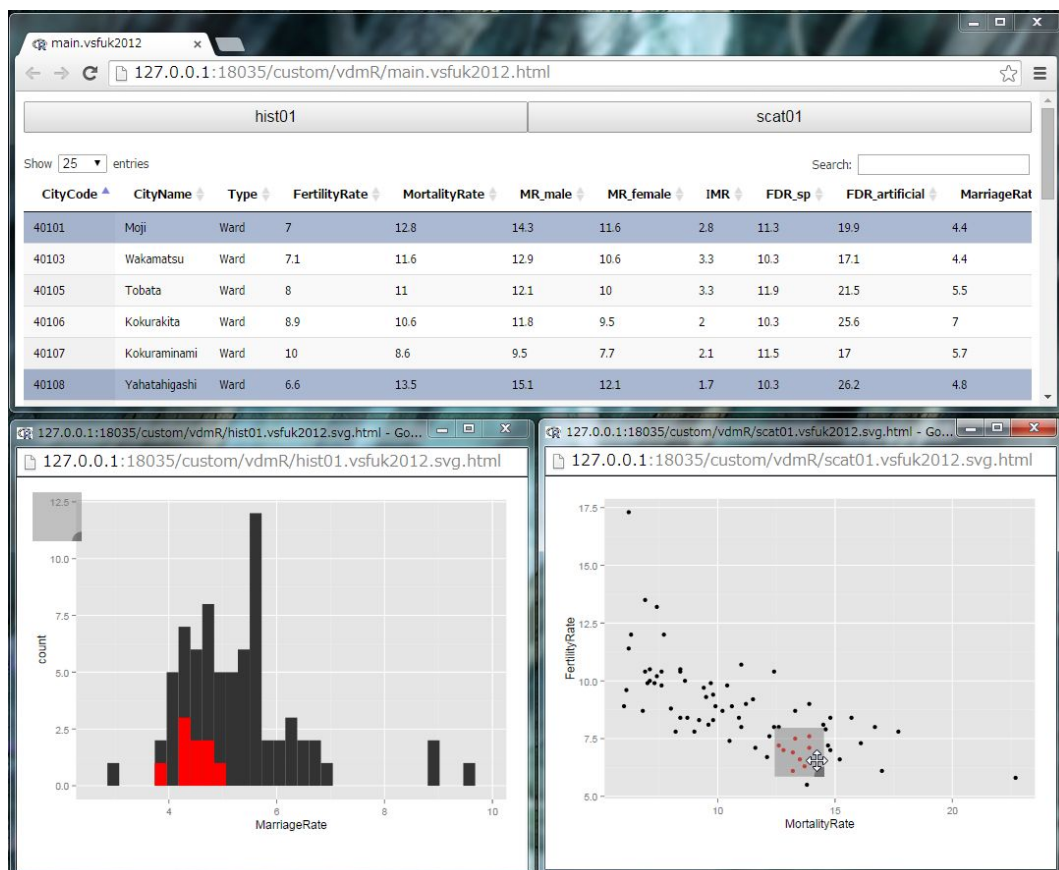 main.vsfuk2012 x
127.0.0.1:18035/custom/vdmR/main.vsfuk2012.html
hist01 scat01
Show 25 entries Search:
CityCode CityName Type FertilityRate MortalityRate MR_male MR_female IMR FDR_sp FDR_artificial MarriageRat
40101 Moji Ward 7 12.8 14.3 11.6 2.8 11.3 19.9 4.4
40103 Wakamatsu Ward 7.1 11.6 12.9 10.6 3.3 10.3 17.1 4.4
40105 Tobata Ward 8 11 12.1 10 3.3 11.9 21.5 5.5
40106 Kokurakita Ward 8.9 10.6 11.8 9.5 2 10.3 25.6 7
40107 Kokuraminami Ward 10 8.6 9.5 7.7 2.1 11.5 17 5.7
40108 Yahatahigashi Ward 6.6 13.5 15.1 12.1 1.7 10.3 26.2 4.8
127.0.0.1:18035/custom/vdmR/hist01.vsfuk2012.svg.html - Go...
127.0.0.1:18035/custom/vdmR/hist01.vsfuk2012.svg.html
12.5
10.0
7.5
5.0
2.5
0.0
count
4 6 8 10
MarriageRate
127.0.0.1:18035/custom/vdmR/scat01.vsfuk2012.svg.html - Go...
127.0.0.1:18035/custom/vdmR/scat01.vsfuk2012.svg.html
17.5
15.0
12.5
10.0
7.5
5.0
FertilityRate
10 15 20
MortalityRate